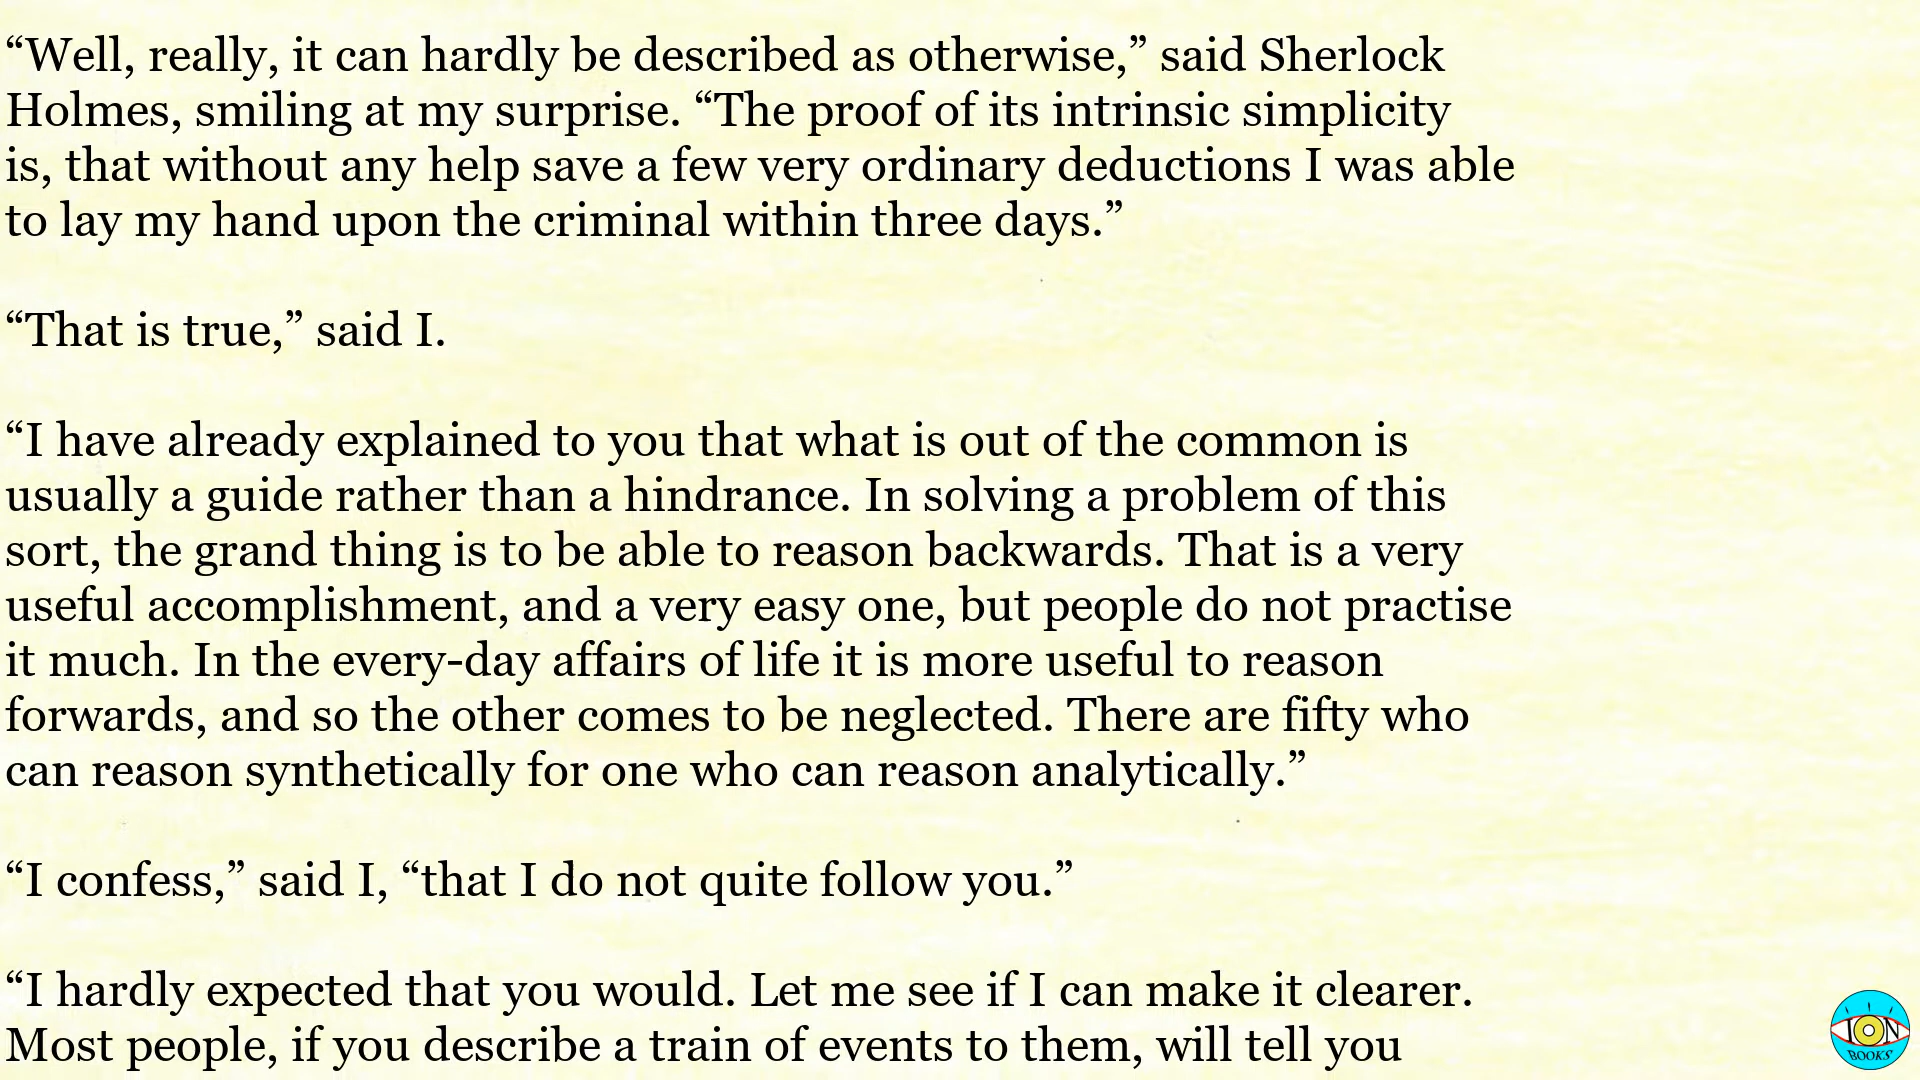 “Well, really, it can hardly be described as otherwise,” said Sherlock
Holmes, smiling at my surprise. “The proof of its intrinsic simplicity
is, that without any help save a few very ordinary deductions I was able
to lay my hand upon the criminal within three days.”
“That is true,” said I.
“I have already explained to you that what is out of the common is
usually a guide rather than a hindrance. In solving a problem of this
sort, the grand thing is to be able to reason backwards. That is a very
useful accomplishment, and a very easy one, but people do not practise
it much. In the every-day affairs of life it is more useful to reason
forwards, and so the other comes to be neglected. There are fifty who
can reason synthetically for one who can reason analytically.”
“I confess,” said I, “that I do not quite follow you.”
“I hardly expected that you would. Let me see if I can make it clearer.
Most people, if you describe a train of events to them, will tell you
ION
BOOKS